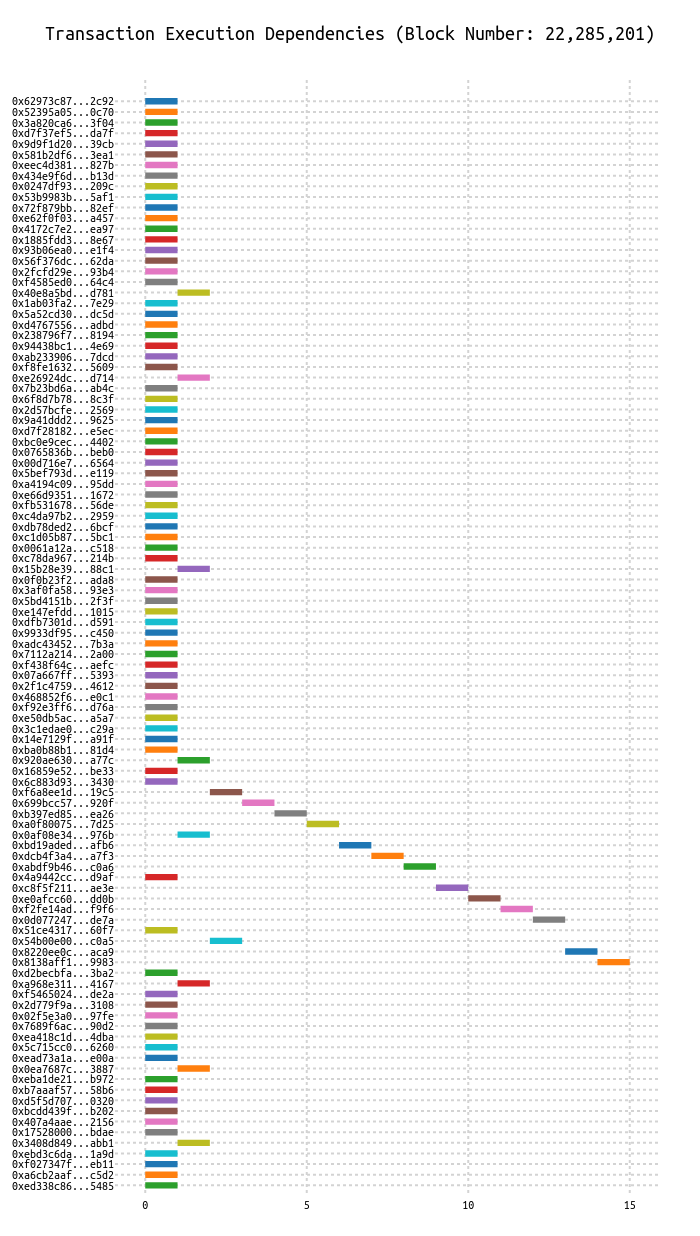 Transaction Execution Dependencies (Block Number: 22,285,201)
0x62973c87...2c92
0x52395a05...0c70
0x3a820ca6...3f04
0xd7f37ef5...da7f
0x9d9f1d20...39cb
0x581b2df6...3ea1
0xeec4d381...827b
0x434e9f6d...b13d
0x0247df93...209c
0x53b9983b...5af1
0x72f879bb...82ef
0xe62f0f03...a457
0x4172c7e2...ea97
0x1885fdd3...8e67
0x93b06ea0...e1f4
0x56f376dc...62da
0x2fcfd29e...93b4
0xf4585ed0...64c4
0x40e8a5bd...d781
0x1ab03fa2...7e29
0x5a52cd30...dc5d
0xd4767556...adbd
0x238796f7...8194
0x94438bc1...4e69
0xab233906...7dcd
0xf8fe1632...5609
0xe26924dc...d714
0x7b23bd6a...ab4c
0x6f8d7b78...8c3f
0x2d57bcfe...2569
0x9a41ddd2...9625
0xd7f28182...e5ec
0xbc0e9cec...4402
0x0765836b...beb0
0x00d716e7...6564
0x5bef793d...e119
0xa4194c09...95dd
0xe66d9351...1672
0xfb531678...56de
0xc4da97b2...2959
0xdb78ded2...6bcf
0xc1d05b87...5bc1
0x0061a12a...c518
0xc78da967...214b
0x15b28e39...88c1
0x0f0b23f2...ada8
0x3af0fa58...93e3
0x5bd4151b...2f3f
0xe147efdd...1015
0xdfb7301d...d591
0x9933df95...c450
0xadc43452...7b3a
0x7112a214...2a00
0xf438f64c...aefc
0x07a667ff...5393
0x2f1c4759...4612
0x468852f6...e0c1
0xf92e3ff6...d76a
0xe50db5ac...a5a7
0x3c1edae0...c29a
0x14e7129f...a91f
0xba0b88b1...81d4
0x920ae630...a77c
0x16859e52...be33
0x6c883d93...3430
0xf6a8ee1d...19c5
0x699bcc57...920f
0xb397ed85...ea26
0xa0f80075...7d25
0x0af08e34...976b
0xbd19aded...afb6
0xdcb4f3a4...a7f3
0xabdf9b46...c0a6
0x4a9442cc...d9af
0xc8f5f211...ae3e
0xe0afcc60...dd0b
0xf2fe14ad...f9f6
0x0d077247...de7a
0x51ce4317...60f7
0x54b00e00...c0a5
0x8220ee0c...aca9
0x8138aff1...9983
0xd2becbfa...3ba2
0xa968e311...4167
0xf5465024...de2a
0x2d779f9a...3108
0x02f5e3a0...97fe
0x7689f6ac...90d2
0xea418c1d...4dba
0x5c715cc0...6260
0xead73a1a...e00a
0x0ea7687c...3887
0xeba1de21...b972
0xb7aaaf57...58b6
0xd5f5d707...0320
0xbcdd439f...b202
0x407a4aae...2156
0x17528000...bdae
0x3408d849...abb1
0xebd3c6da...1a9d
0xf027347f...eb11
0xa6cb2aaf...c5d2
0xed338c86...5485
0 5 10 15